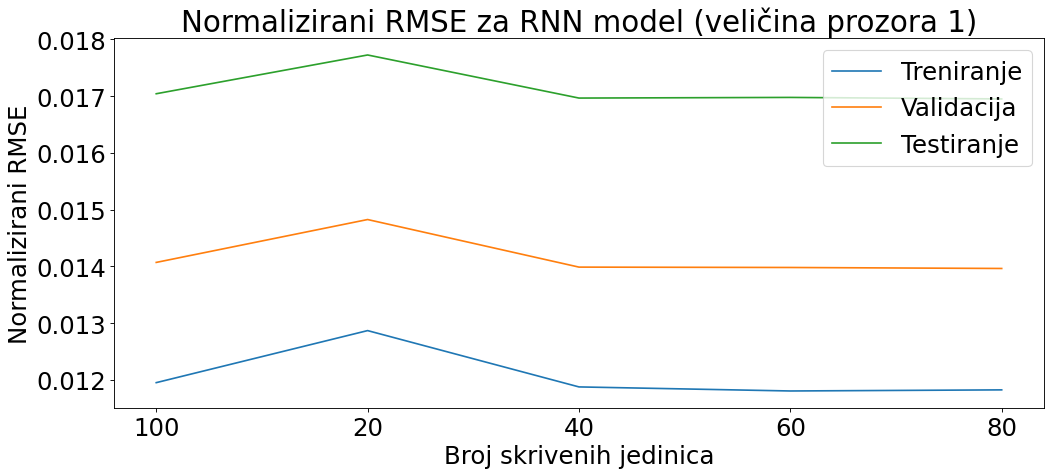 Normalizirani RMSE za RNN model (veličina prozora 1)
Normalizirani RMSE
0.018
0.017
0.016
0.015
0.014
0.013
0.012
Treniranje
Validacija
Testiranje
100 20 40 60 80
Broj skrivenih jedinica